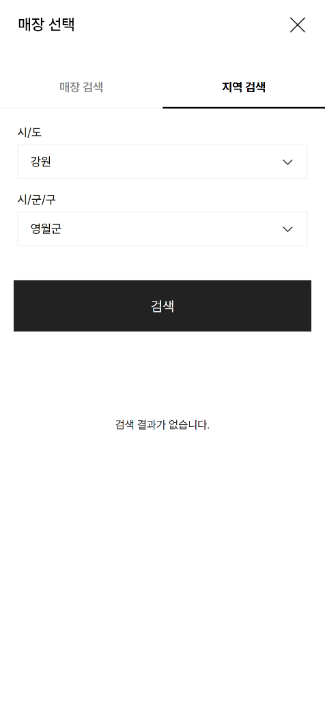 매장 선택
매장 검색
지역 검색
시/도
강원
시/군/구
영월군
검색
검색 결과가 없습니다.